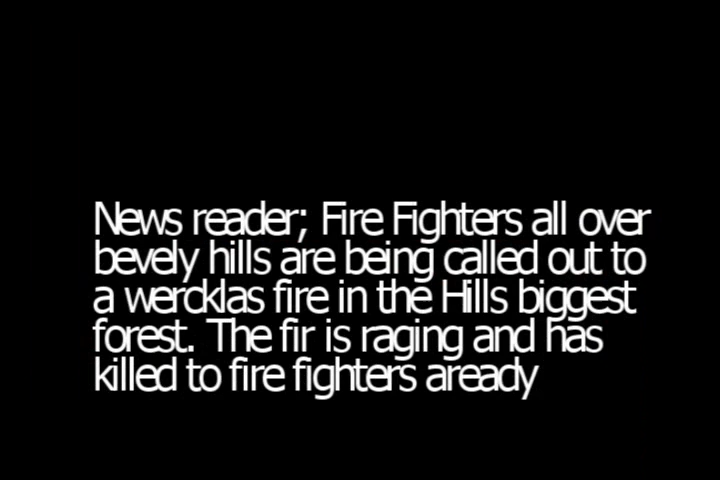 News reader; Fire Fighters all over
bevely hills are being called out to
a wercklas fire in the Hills biggest
forest. The fir is raging and has
killed to fire fighters aready